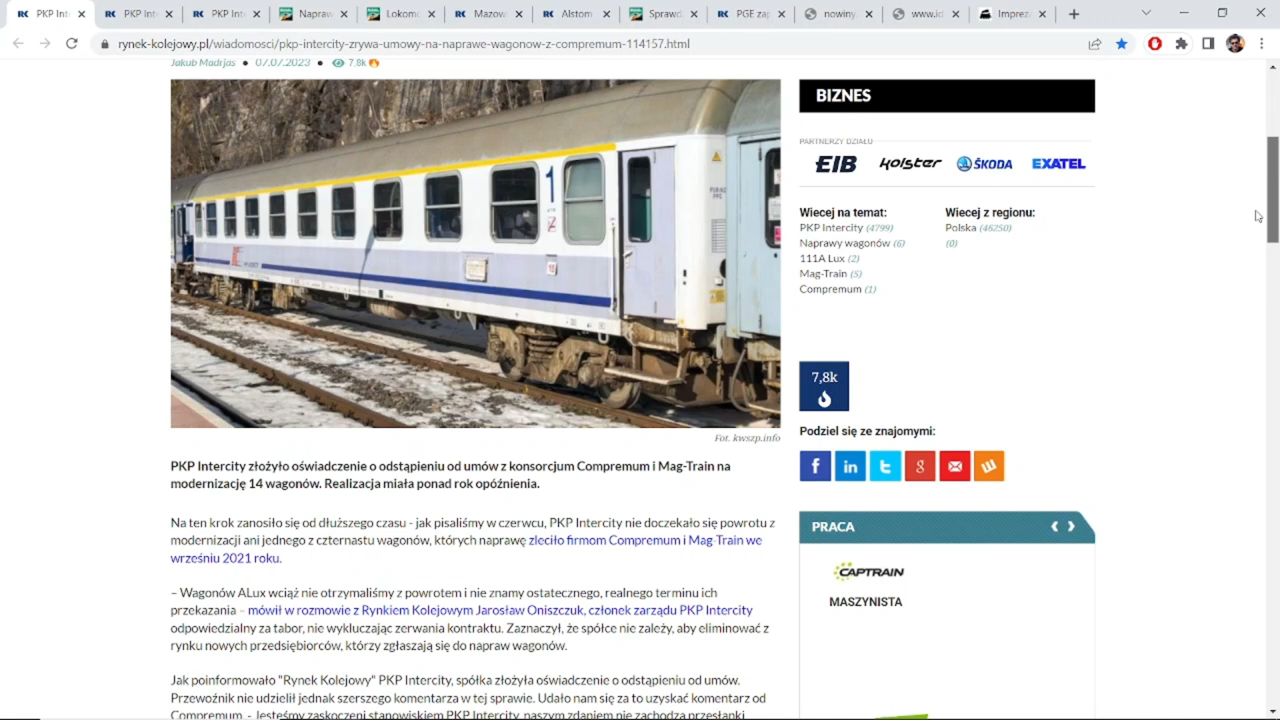 PKP Int
PKP Int
PKP Int
Napraw
Lokom
Mazow
Alstom
Sprawd
PGE zap
nowiny.
www.id
Imprez
rynek-kolejowy.pl/wiadomosci/pkp-intercity-zrywa-umowy-na-naprawe-wagonow-z-compremum-114157.html
Jakub Madrjas ● 07.07.2023 ● 7.8k
1
2
Fot. kwszp.info
PKP Intercity złożyło oświadczenie o odstąpieniu od umów z konsorcjum Compremum i Mag-Train na
modernizację 14 wagonów. Realizacja miała ponad rok opóźnienia.
Na ten krok zanosiło się od dłuższego czasu - jak pisaliśmy w czerwcu, PKP Intercity nie doczekało się powrotu z
modernizacji ani jednego z czternastu wagonów, których naprawę zleciło firmom Compremum i Mag-Train we
wrześniu 2021 roku.
– Wagonów ALux wciąż nie otrzymaliśmy z powrotem i nie znamy ostatecznego, realnego terminu ich
przekazania – mówił w rozmowie z Rynkiem Kolejowym Jarosław Oniszczuk, członek zarządu PKP Intercity
odpowiedzialny za tabor, nie wykluczając zerwania kontraktu. Zaznaczył, że spółce nie zależy, aby eliminować z
rynku nowych przedsiębiorców, którzy zgłaszają się do napraw wagonów.
Jak poinformowało "Rynek Kolejowy" PKP Intercity, spółka złożyła oświadczenie o odstąpieniu od umów.
Przewoźnik nie udzielił jednak szerszego komentarza w tej sprawie. Udało nam się za to uzyskać komentarz od
Compremum. - Jesteśmy zaskoczeni stanowiskiem PKP Intercity, naszym zdaniem nie zachodzą przesłanki
BIZNES
PARTNERZY DZIAŁU
EIB
Kolster
ŠKODA
EXATEL
Wiecej na temat:
PKP Intercity (4799)
Naprawy wagonów (6)
111A Lux (2)
Mag-Train (5)
Compremum (1)
Wiecej z regionu:
Polska (46250)
(0)
7,8k
Podziel się ze znajomymi:
PRACA
CAPTRAIN
MASZYNISTA